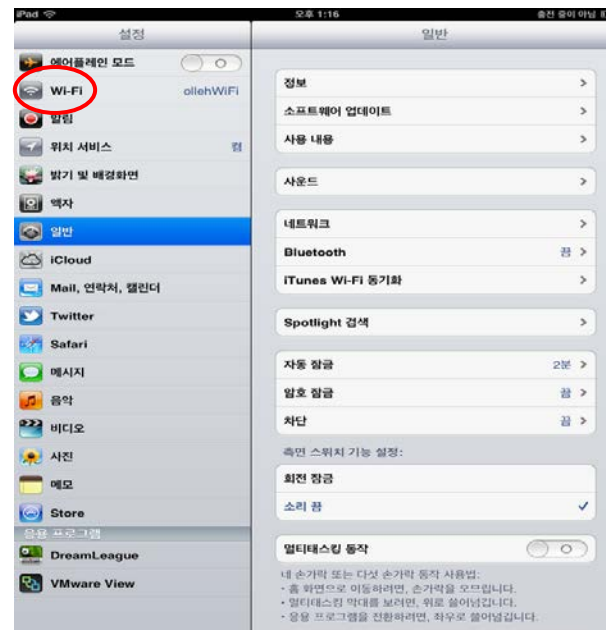 iPad
오후 1:16
충전 중이 아님
설정
일반
에어플레인 모드
Wi-Fi
ollehWiFi
알림
위치 서비스
켬
밝기 및 배경화면
액자
일반
iCloud
Mail, 연락처, 캘린더
Twitter
Safari
메시지
음악
비디오
사진
메모
Store
응용 프로그램
DreamLeague
VMware View
정보
소프트웨어 업데이트
사용 내용
사운드
네트워크
Bluetooth
끔
iTunes Wi-Fi 동기화
Spotlight 검색
자동 잠금
2분
암호 잠금
끔
차단
끔
측면 스위치 기능 설정:
회전 잠금
소리 끔
멀티태스킹 동작
네 손가락 또는 다섯 손가락 동작 사용법:
• 홈 화면으로 이동하려면, 손가락을 오므립니다.
• 멀티태스킹 막대를 보려면, 위로 쓸어넘깁니다.
• 응용 프로그램을 전환하려면, 좌우로 쓸어넘깁니다.